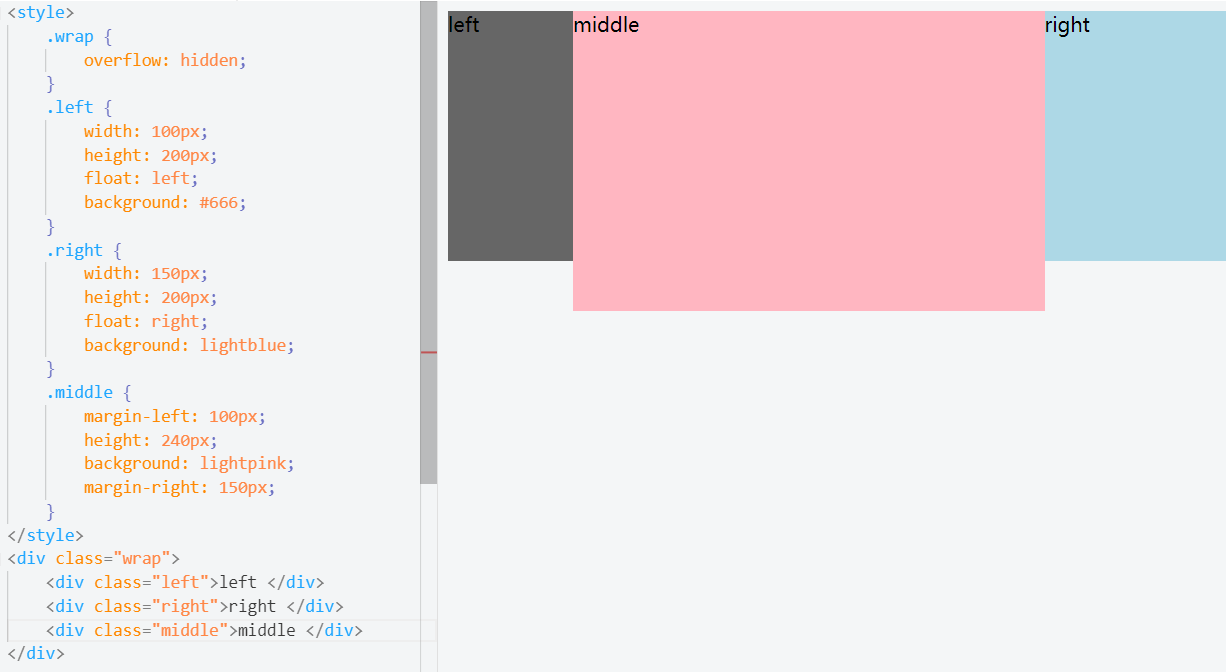 <style>
    .wrap {
        overflow: hidden;
    }
    .left {
        width: 100px;
        height: 200px;
        float: left;
        background: #666;
    }
    .right {
        width: 150px;
        height: 200px;
        float: right;
        background: lightblue;
    }
    .middle {
        margin-left: 100px;
        height: 240px;
        background: lightpink;
        margin-right: 150px;
    }
</style>
<div class="wrap">
    <div class="left">left </div>
    <div class="right">right </div>
    <div class="middle">middle </div>
</div>
left
middle
right